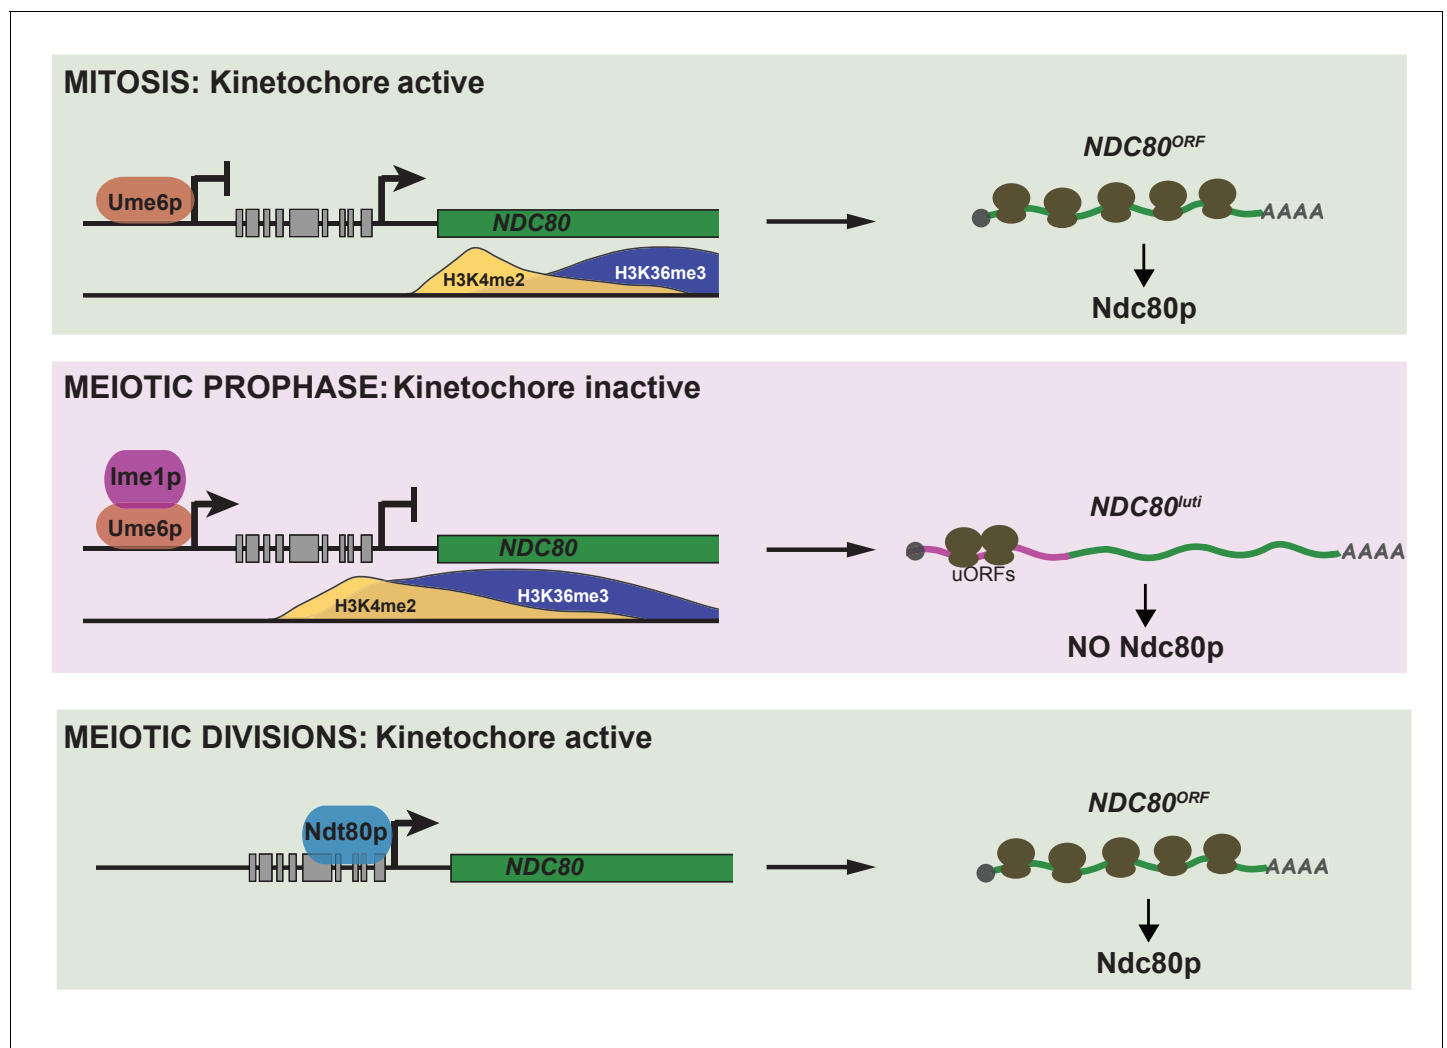 MITOSIS: Kinetochore active
NDC80ORF
Ume6p
NDC80
AAAA
H3K4me2
H3K36me3
Ndc80p
MEIOTIC PROPHASE: Kinetochore inactive
Ime1p
Ume6p
NDC80luti
NDC80
AAAA
uORFs
H3K4me2
H3K36me3
NO Ndc80p
MEIOTIC DIVISIONS: Kinetochore active
NDC80ORF
Ndt80p
NDC80
AAAA
Ndc80p